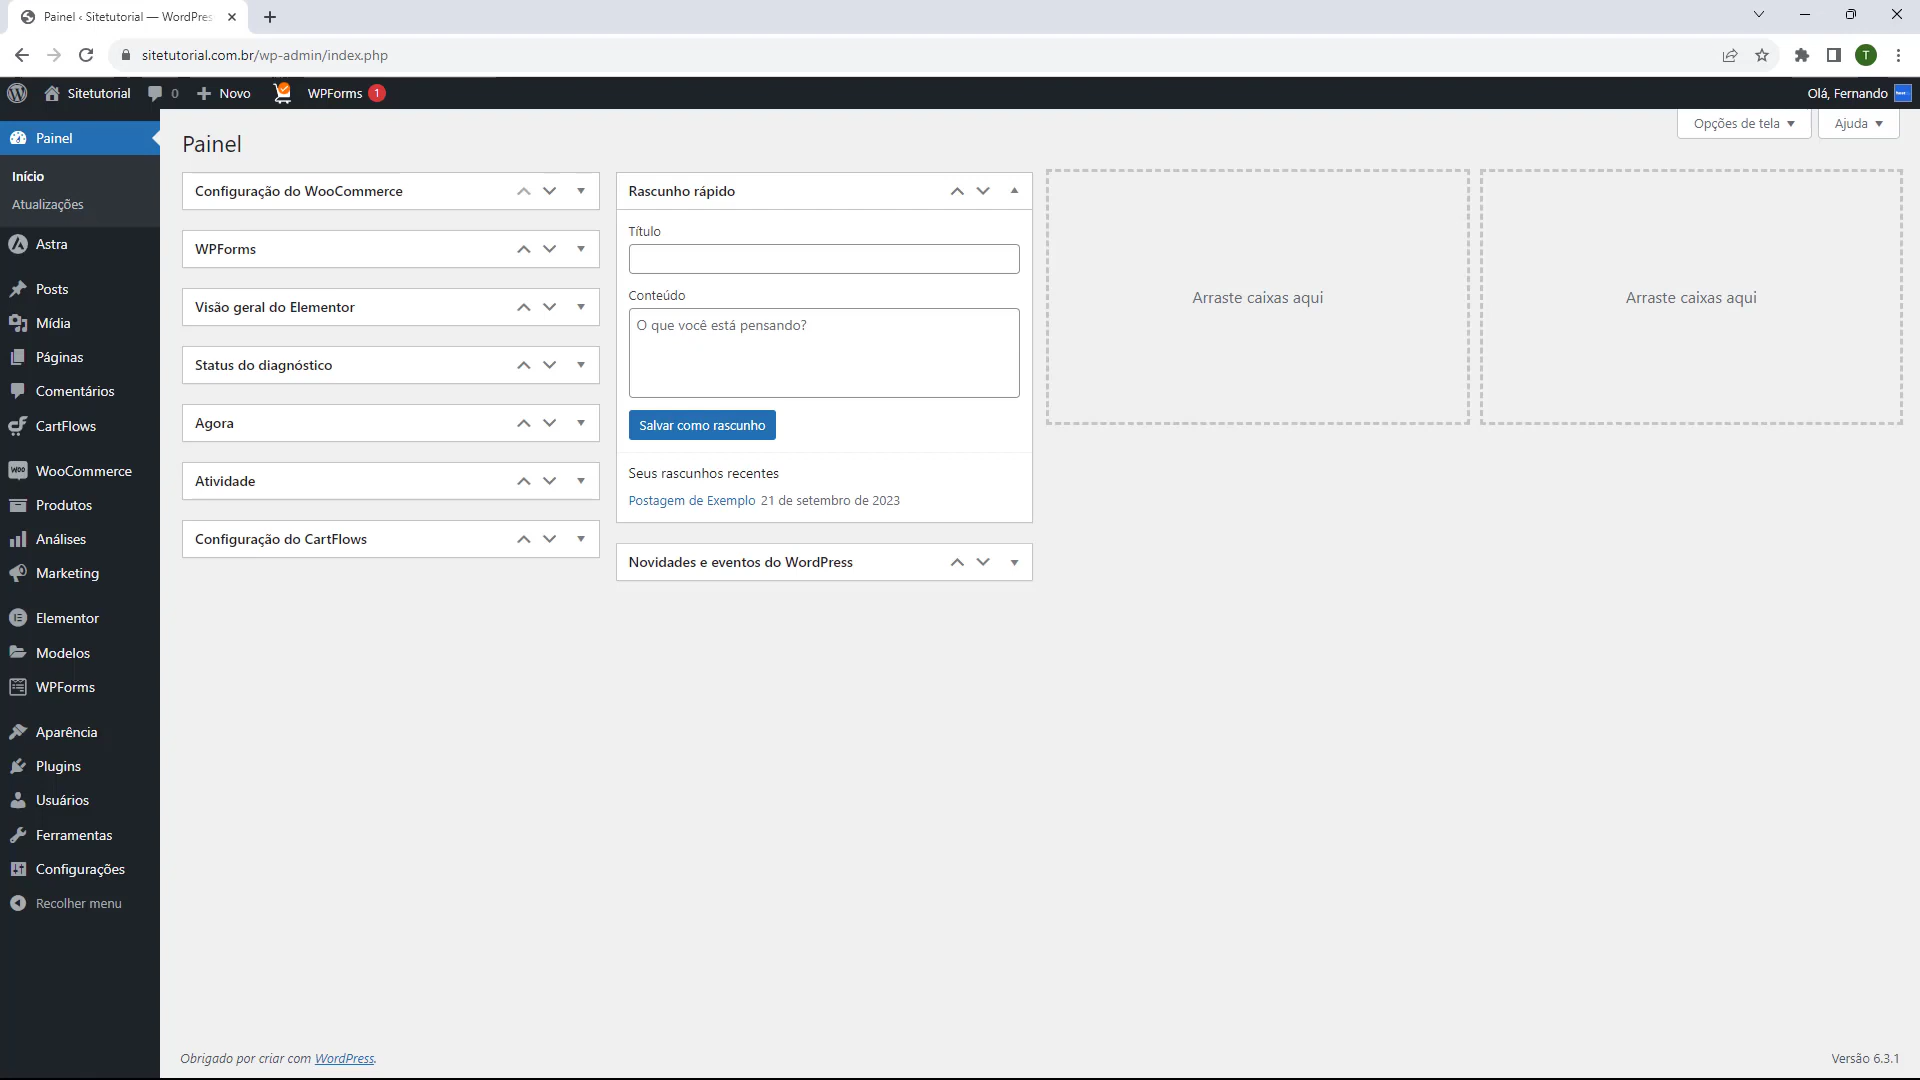 Painel ‹ Sitetutorial — WordPres
sitetutorial.com.br/wp-admin/index.php
T
Sitetutorial
0
Novo
WPForms
1
Olá, Fernando
Painel
Início
Atualizações
Astra
Posts
Mídia
Páginas
Comentários
CartFlows
WooCommerce
Produtos
Análises
Marketing
Elementor
Modelos
WPForms
Aparência
Plugins
Usuários
Ferramentas
Configurações
Recolher menu
Opções de tela
Ajuda
Painel
Configuração do WooCommerce
WPForms
Visão geral do Elementor
Status do diagnóstico
Agora
Atividade
Configuração do CartFlows
Rascunho rápido
Título
Conteúdo
O que você está pensando?
Salvar como rascunho
Seus rascunhos recentes
Postagem de Exemplo 21 de setembro de 2023
Novidades e eventos do WordPress
Arraste caixas aqui
Arraste caixas aqui
Obrigado por criar com WordPress.
Versão 6.3.1